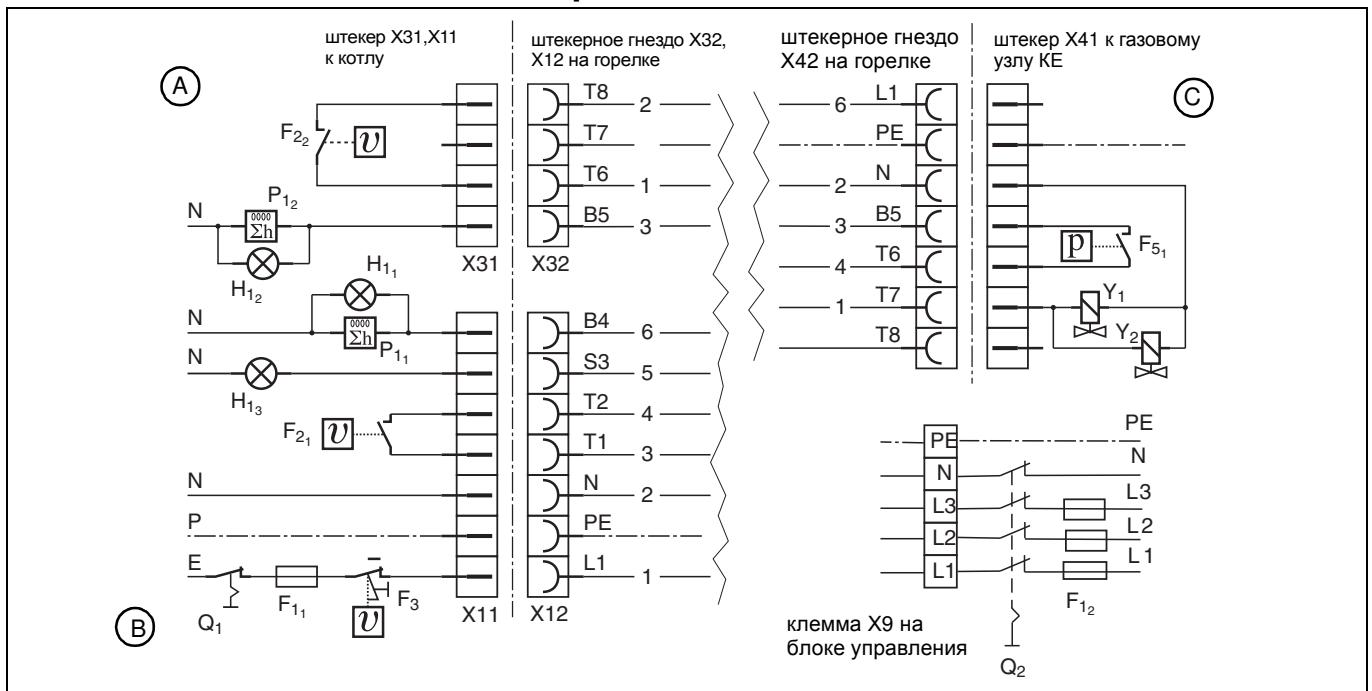 штекер X31,X11
к котлу
штекерное гнездо X32,
X12 на горелке
штекерное гнездо
X42 на горелке
штекер X41 к газовому
узлу KE
A
F2₂
υ
T8 2
T7
T6 1
B5 3
N
P1₂
0000
Σh
H1₂
X31
X32
H1₁
N
0000
Σh
P1₁
B4 6
N
H1₃
S3 5
F2₁
υ
T2 4
T1 3
N
N 2
P
PE
E
L1 1
Q₁
F1₁
F₃
υ
X11
X12
B
C
6 L1
PE
2 N
3 B5
4 T6
1 T7
T8
p
F5₁
Y₁
Y₂
PE PE
N N
L3 L3
L2 L2
L1 L1
F1₂
клемма X9 на
блоке управления
Q₂